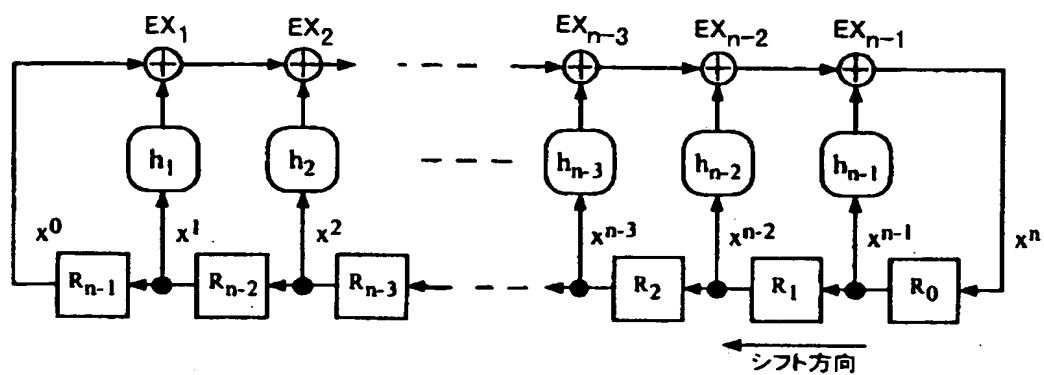 EX₁ EX₂ EXₙ₋₃ EXₙ₋₂ EXₙ₋₁
h₁ h₂ hₙ₋₃ hₙ₋₂ hₙ₋₁
x⁰ x¹ x² xⁿ⁻³ xⁿ⁻² xⁿ⁻¹ xⁿ
Rₙ₋₁ Rₙ₋₂ Rₙ₋₃ R₂ R₁ R₀
シフト方向